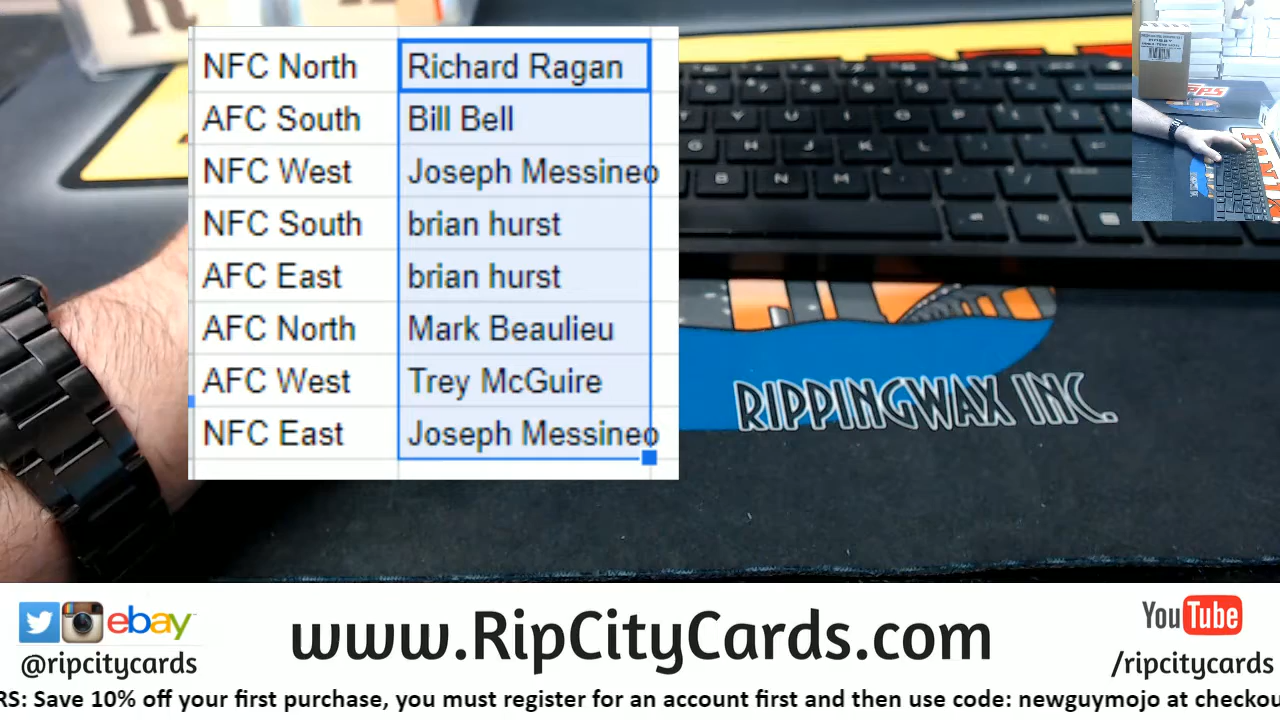 NFC North Richard Ragan
AFC South Bill Bell
NFC West Joseph Messineo
NFC South brian hurst
AFC East brian hurst
AFC North Mark Beaulieu
AFC West Trey McGuire
NFC East Joseph Messineo
RIPPINGWAX INC.
ebay
www.RipCityCards.com
YouTube
@ripcitycards
/ripcitycards
RS: Save 10% off your first purchase, you must register for an account first and then use code: newguymojo at checkou